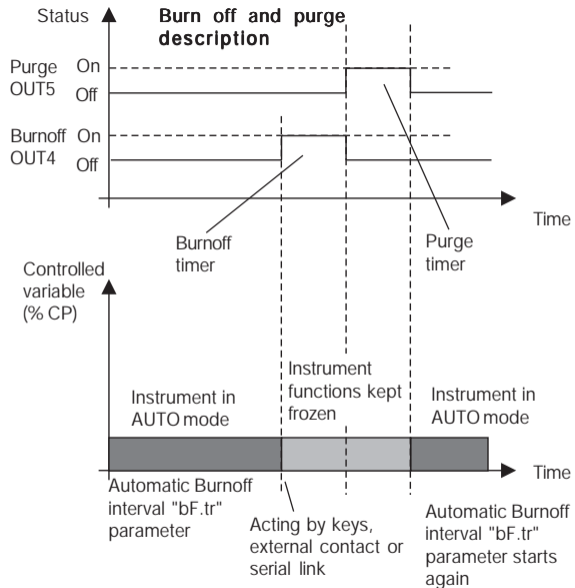 Status
Burn off and purge
description
Purge On
OUT5 Off
Burnoff On
OUT4 Off
Time
Burnoff
timer
Purge
timer
Controlled
variable
(% CP)
Instrument in
AUTO mode
Instrument
functions kept
frozen
Instrument in
AUTO mode
Time
Automatic Burnoff
interval "bF.tr"
parameter
Acting by keys,
external contact or
serial link
Automatic Burnoff
interval "bF.tr"
parameter starts
again